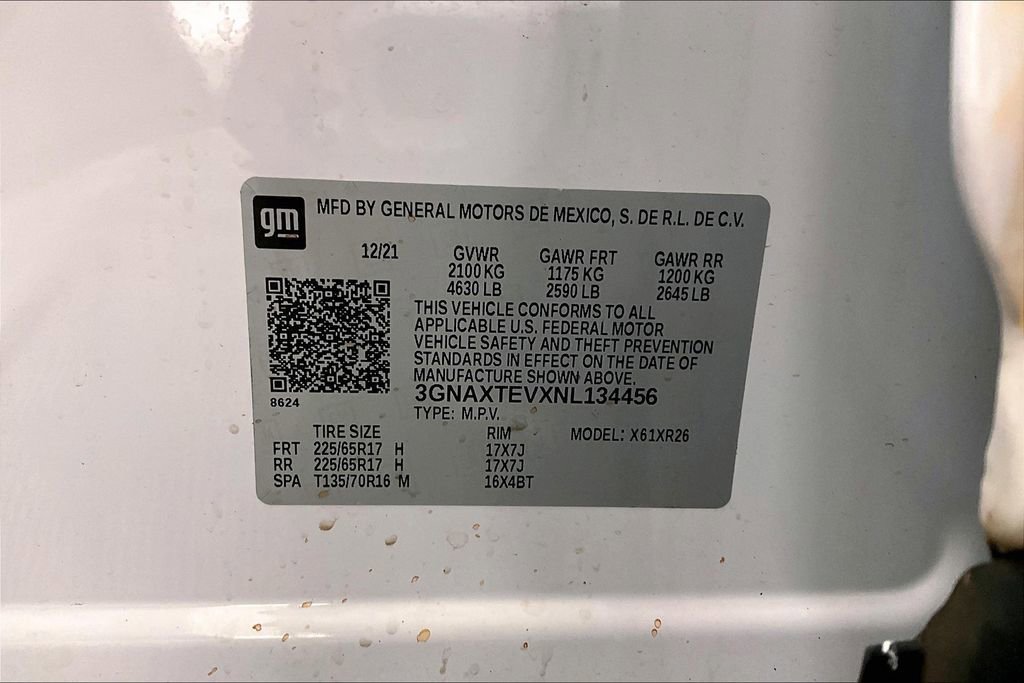 gm
MFD BY GENERAL MOTORS DE MEXICO, S. DE R.L. DE C.V.
12/21 GVWR GAWR FRT GAWR RR
2100 KG 1175 KG 1200 KG
4630 LB 2590 LB 2645 LB
THIS VEHICLE CONFORMS TO ALL
APPLICABLE U.S. FEDERAL MOTOR
VEHICLE SAFETY AND THEFT PREVENTION
STANDARDS IN EFFECT ON THE DATE OF
MANUFACTURE SHOWN ABOVE.
8624
3GNAXTEVXNL134456
TYPE: M.P.V.
TIRE SIZE RIM MODEL: X61XR26
FRT 225/65R17 H 17X7J
RR 225/65R17 H 17X7J
SPA T135/70R16 M 16X4BT